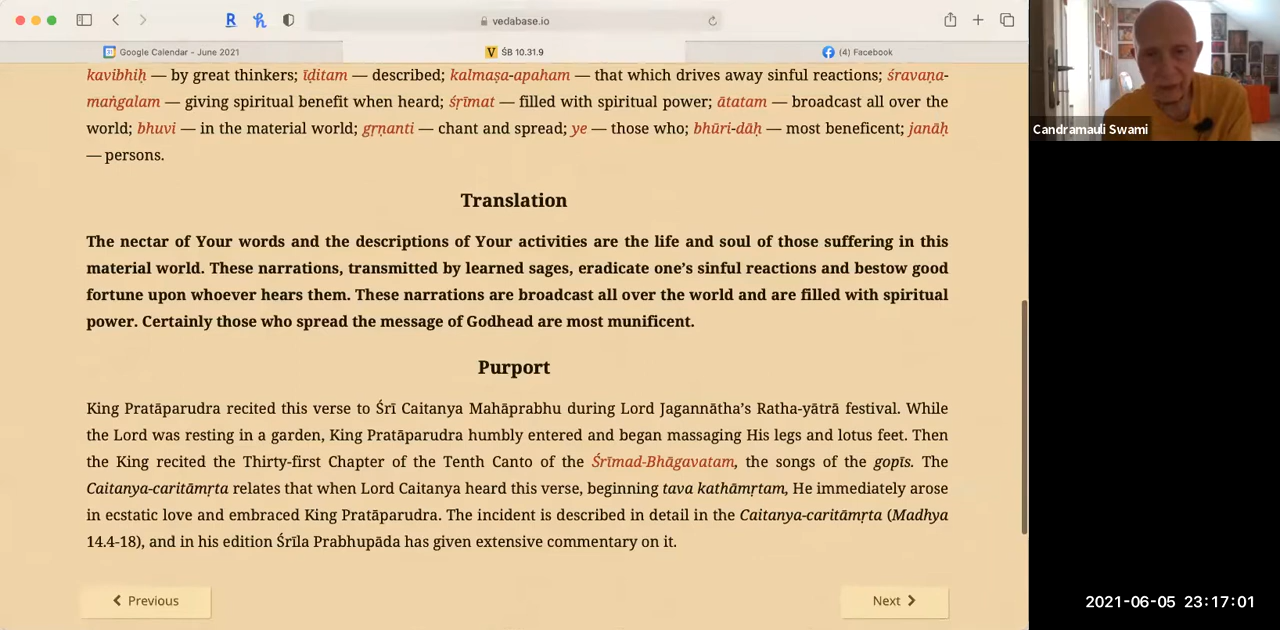 vedabase.io
Google Calendar - June 2021
ŚB 10.31.9
(4) Facebook
kavibhiḥ — by great thinkers; īḍitam — described; kalmaṣa-apaham — that which drives away sinful reactions; śravaṇa-
maṅgalam — giving spiritual benefit when heard; śrīmat — filled with spiritual power; ātatam — broadcast all over the
world; bhuvi — in the material world; gṛṇanti — chant and spread; ye — those who; bhūri-dāḥ — most beneficent; janāḥ
— persons.
Translation
The nectar of Your words and the descriptions of Your activities are the life and soul of those suffering in this
material world. These narrations, transmitted by learned sages, eradicate one’s sinful reactions and bestow good
fortune upon whoever hears them. These narrations are broadcast all over the world and are filled with spiritual
power. Certainly those who spread the message of Godhead are most munificent.
Purport
King Pratāparudra recited this verse to Śrī Caitanya Mahāprabhu during Lord Jagannātha’s Ratha-yātrā festival. While
the Lord was resting in a garden, King Pratāparudra humbly entered and began massaging His legs and lotus feet. Then
the King recited the Thirty-first Chapter of the Tenth Canto of the Śrīmad-Bhāgavatam, the songs of the gopīs. The
Caitanya-caritāmṛta relates that when Lord Caitanya heard this verse, beginning tava kathāmṛtam, He immediately arose
in ecstatic love and embraced King Pratāparudra. The incident is described in detail in the Caitanya-caritāmṛta (Madhya
14.4-18), and in his edition Śrīla Prabhupāda has given extensive commentary on it.
Previous
Next
Candramauli Swami
2021-06-05 23:17:01